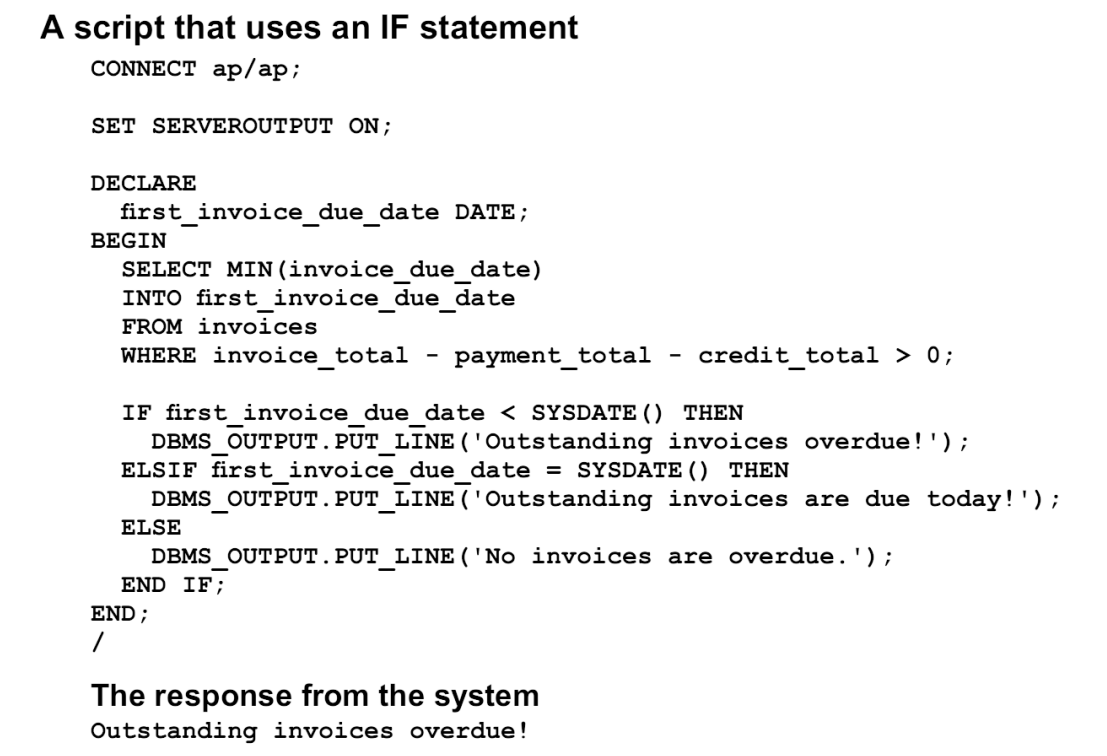 A script that uses an IF statement
CONNECT ap/ap;
SET SERVEROUTPUT ON;
DECLARE
first_invoice_due_date DATE;
BEGIN
SELECT MIN(invoice_due_date)
INTO first_invoice_due_date
FROM invoices
WHERE invoice_total - payment_total - credit_total > 0;
IF first_invoice_due_date < SYSDATE() THEN
DBMS_OUTPUT.PUT_LINE('Outstanding invoices overdue!');
ELSIF first_invoice_due_date = SYSDATE() THEN
DBMS_OUTPUT.PUT_LINE('Outstanding invoices are due today!');
ELSE
DBMS_OUTPUT.PUT_LINE('No invoices are overdue.');
END IF;
END;
/
The response from the system
Outstanding invoices overdue!